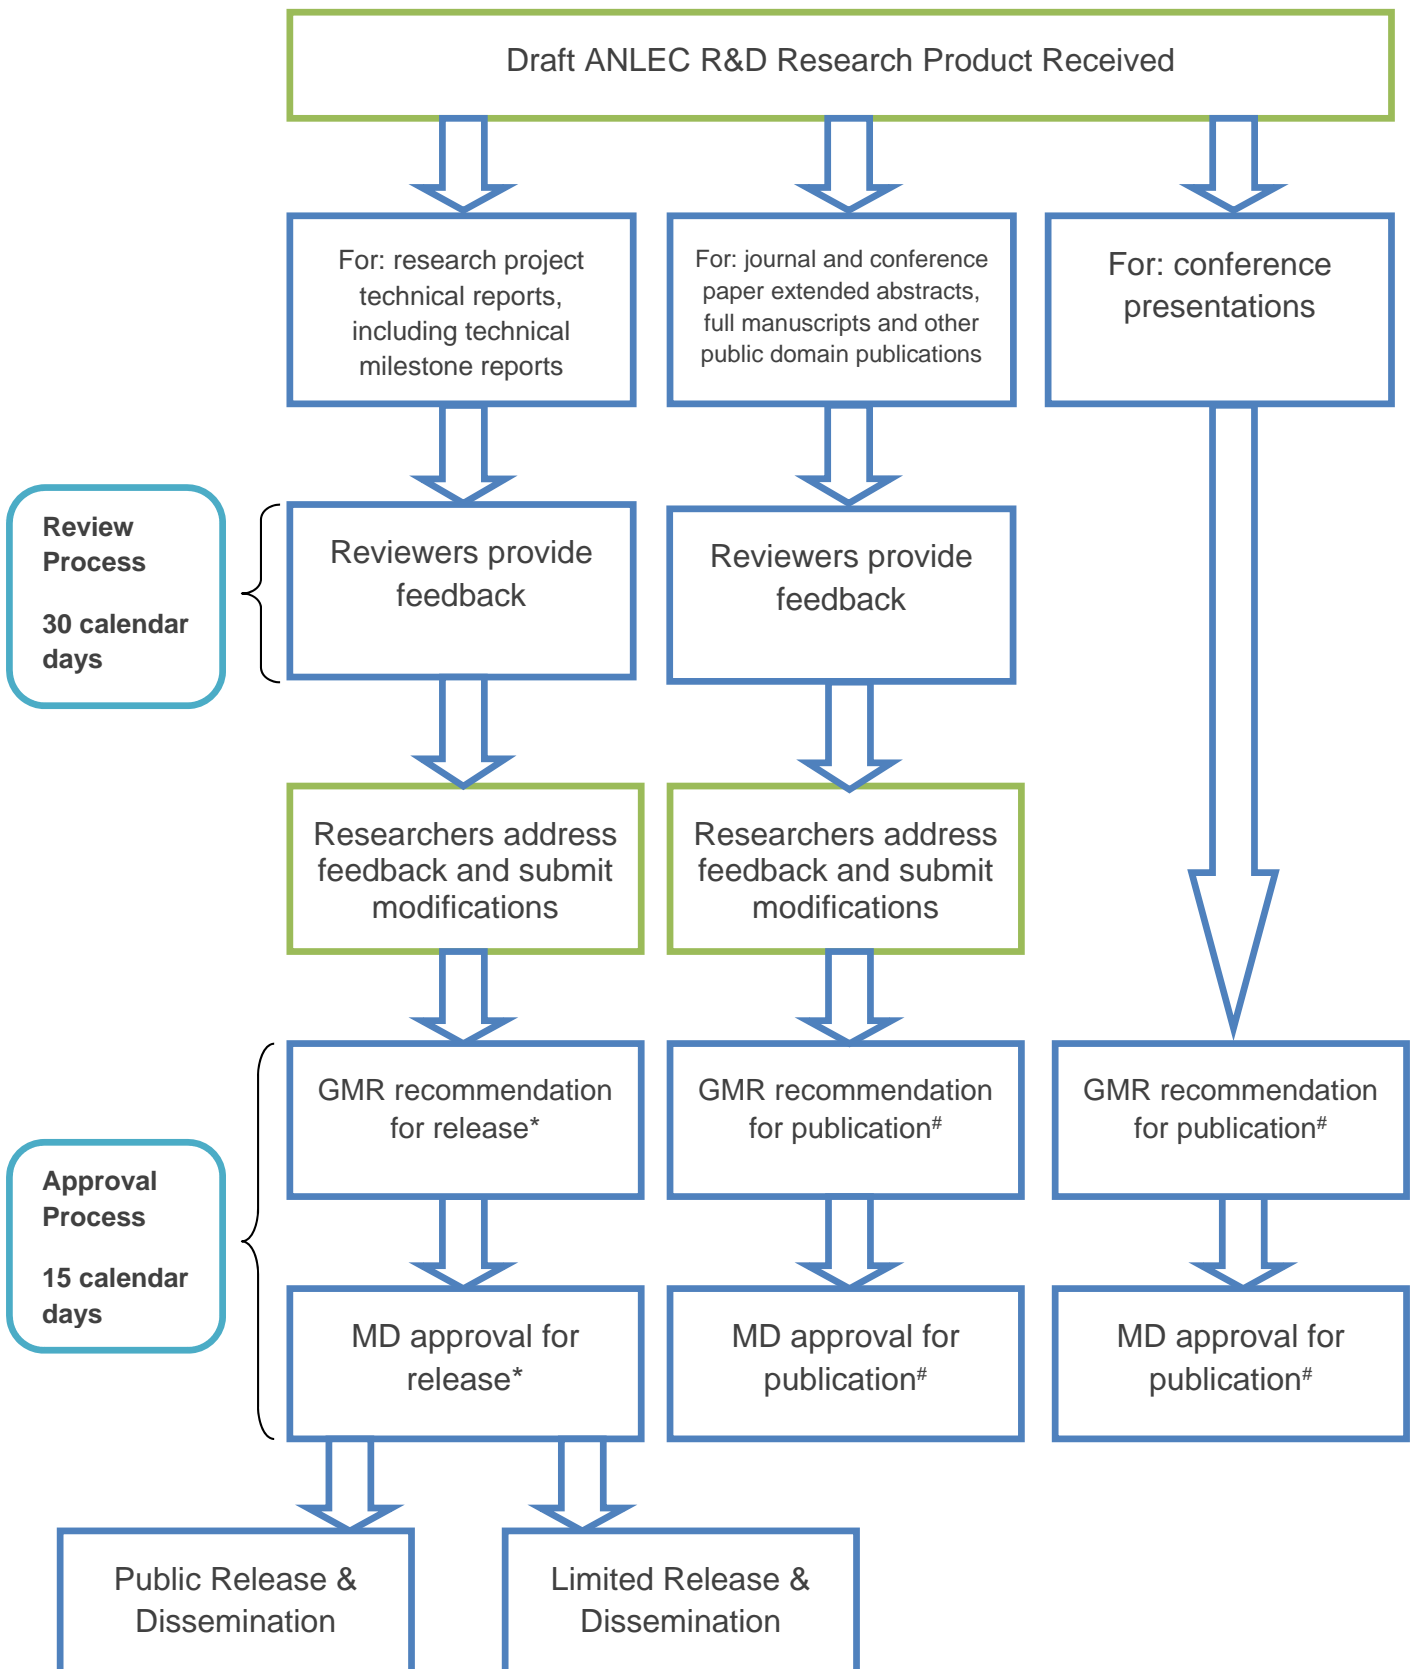 Draft ANLEC R&D Research Product Received
For: research project
technical reports,
including technical
milestone reports
For: journal and conference
paper extended abstracts,
full manuscripts and other
public domain publications
For: conference
presentations
Review
Process
30 calendar
days
Reviewers provide
feedback
Reviewers provide
feedback
Researchers address
feedback and submit
modifications
Researchers address
feedback and submit
modifications
GMR recommendation
for release*
GMR recommendation
for publication#
GMR recommendation
for publication#
Approval
Process
15 calendar
days
MD approval for
release*
MD approval for
publication#
MD approval for
publication#
Public Release &
Dissemination
Limited Release &
Dissemination